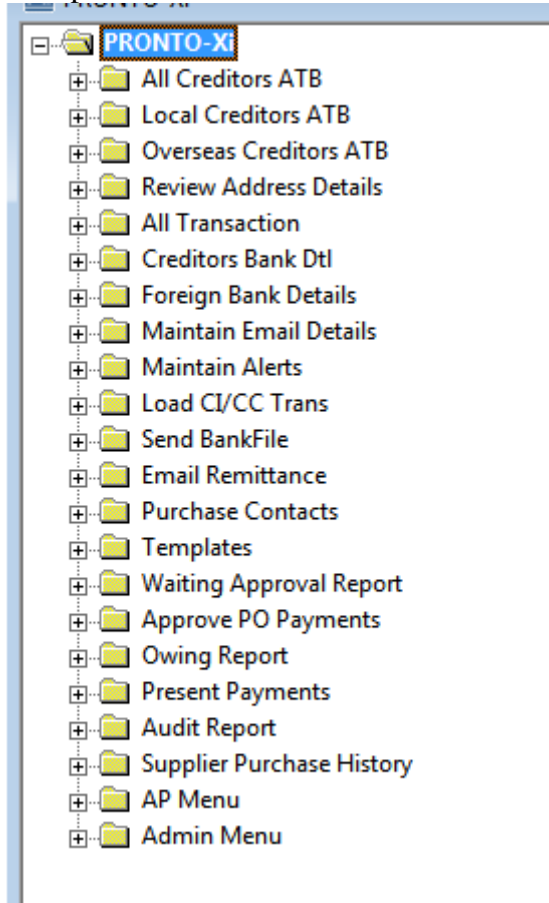 PRONTO-Xi
PRONTO-Xi
All Creditors ATB
Local Creditors ATB
Overseas Creditors ATB
Review Address Details
All Transaction
Creditors Bank Dtl
Foreign Bank Details
Maintain Email Details
Maintain Alerts
Load CI/CC Trans
Send BankFile
Email Remittance
Purchase Contacts
Templates
Waiting Approval Report
Approve PO Payments
Owing Report
Present Payments
Audit Report
Supplier Purchase History
AP Menu
Admin Menu